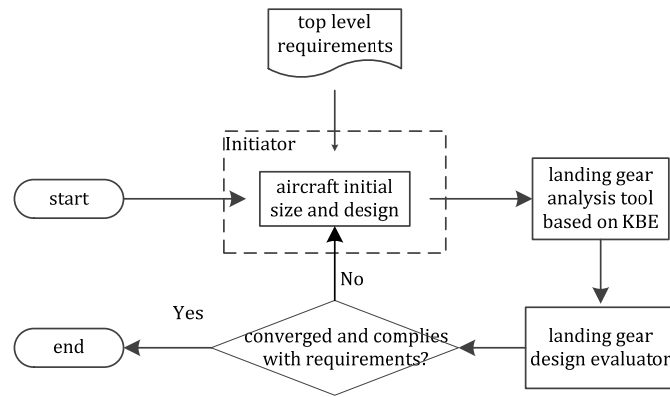 top level
requirements
Initiator
start
aircraft initial
size and design
landing gear
analysis tool
based on KBE
No
Yes
end
converged and complies
with requirements?
landing gear
design evaluator